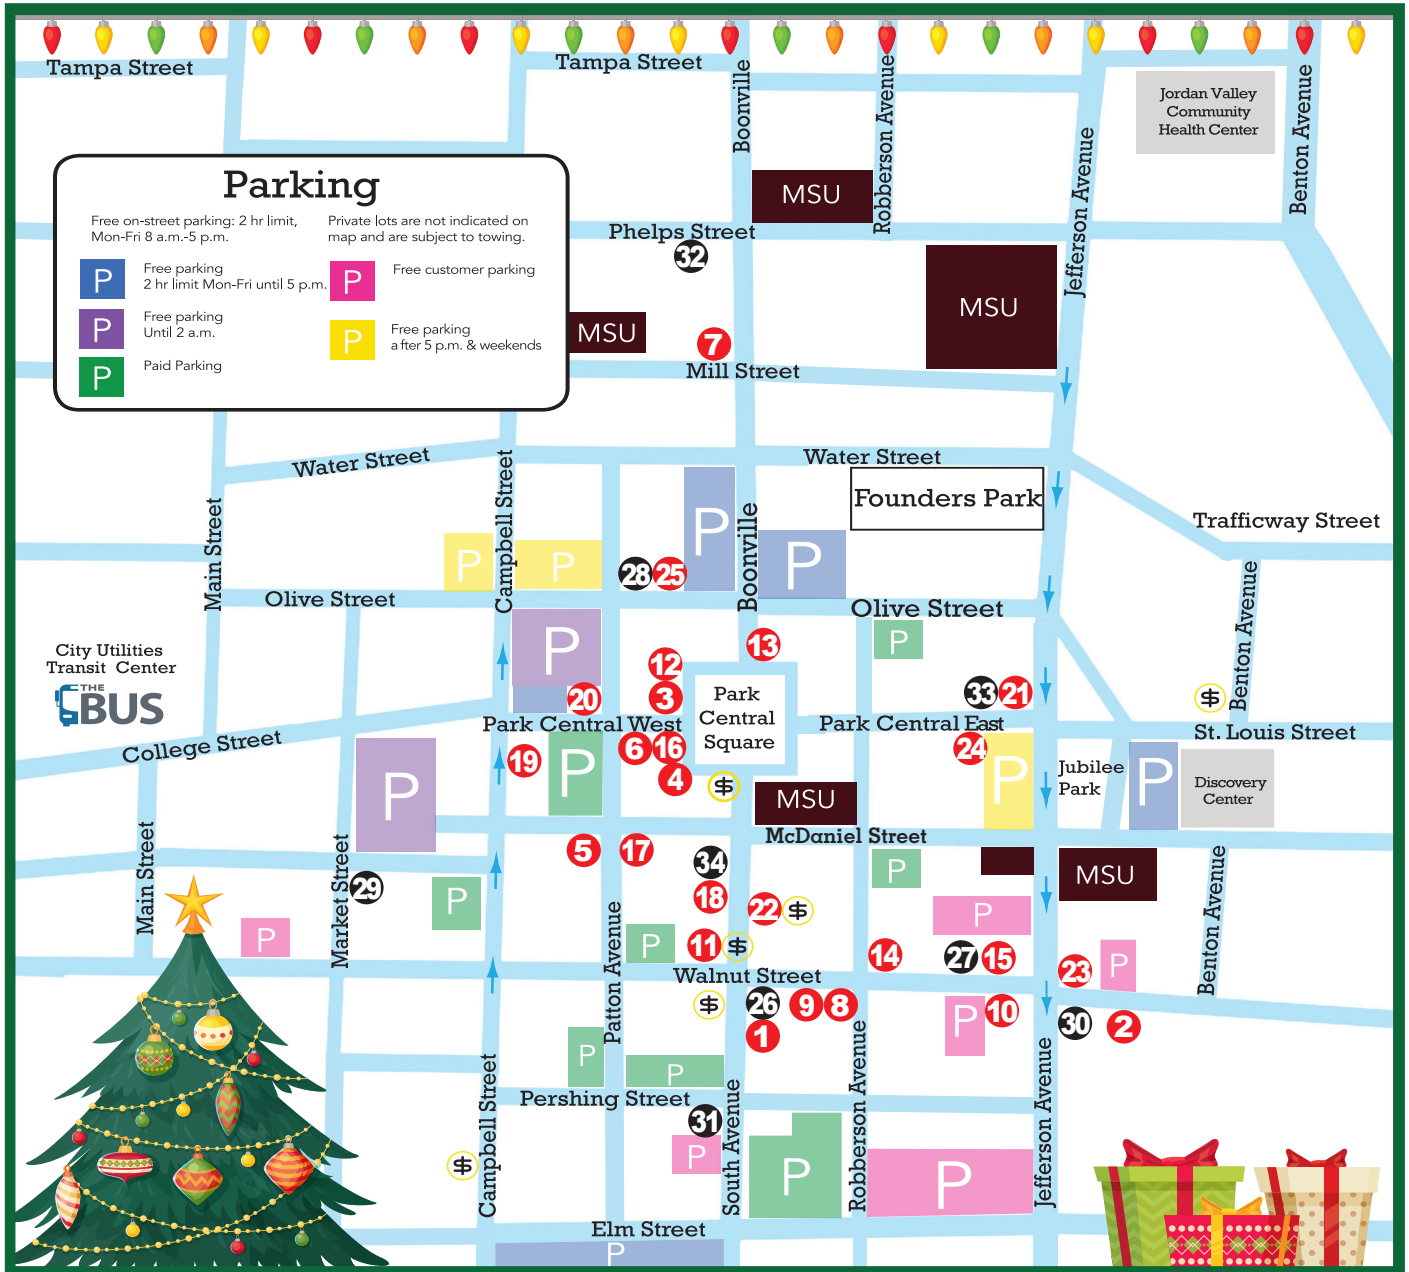 Tampa Street
Tampa Street
Boonville
Robberson Avenue
Jefferson Avenue
Benton Avenue
Jordan Valley
Community
Health Center
Parking
Free on-street parking: 2 hr limit,
Mon-Fri 8 a.m.-5 p.m.
Private lots are not indicated on
map and are subject to towing.
P
Free parking
2 hr limit Mon-Fri until 5 p.m.
P
Free customer parking
P
Free parking
Until 2 a.m.
P
Free parking
after 5 p.m. & weekends
P
Paid Parking
MSU
Phelps Street
32
MSU
MSU
7
Mill Street
Water Street
Water Street
Founders Park
Trafficway Street
Main Street
Campbell Street
Boonville
P
P
P
P
28
25
Olive Street
Olive Street
Benton Avenue
City Utilities
Transit Center
THE
BUS
P
12
13
P
3
20
Park
Central
Square
33
21
$
Park Central West
Park Central East
St. Louis Street
College Street
19
P
6
16
4
$
24
P
Jubilee
Park
P
Discovery
Center
P
MSU
McDaniel Street
Main Street
Market Street
29
P
5
17
34
18
22
$
P
MSU
Benton Avenue
P
P
Patton Avenue
P
11
$
14
27
15
23
P
Walnut Street
$
26
9
8
1
P
10
30
2
P
P
Pershing Street
Campbell Street
31
P
South Avenue
P
Robberson Avenue
P
Jefferson Avenue
$
Elm Street
P